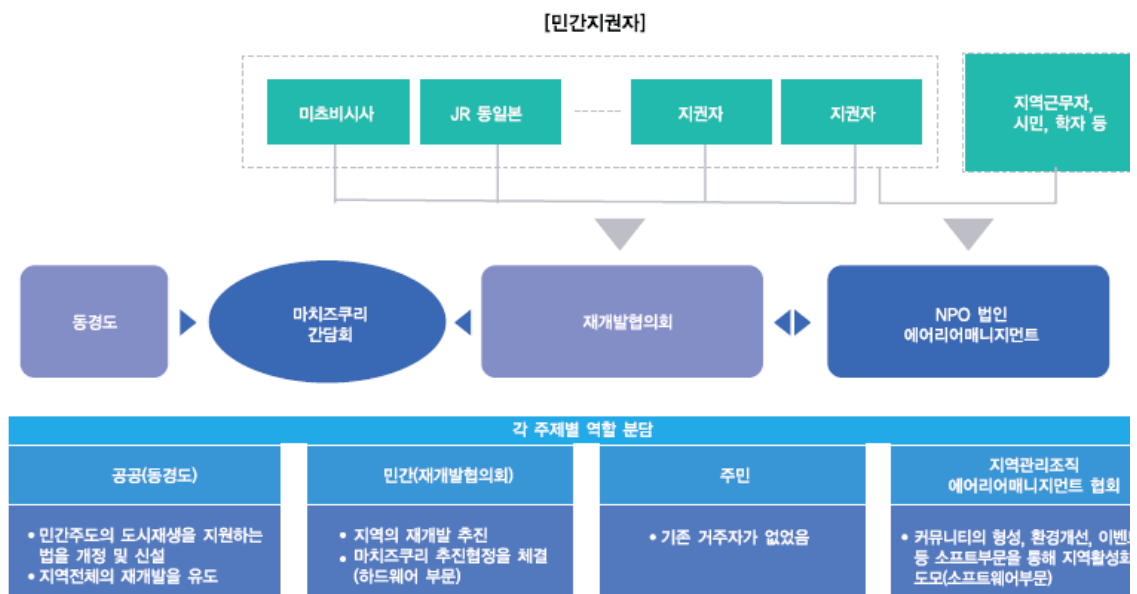 [민간지권자]
미츠비시사
JR 동일본
지권자
지권자
지역근무자,
시민, 학자 등
동경도
마치즈쿠리
간담회
재개발협의회
NPO 법인
에어리어매니지먼트
각 주제별 역할 분담
공공(동경도)
민간(재개발협의회)
주민
지역관리조직
에어리어매니지먼트 협회
• 민간주도의 도시재생을 지원하는
법을 개정 및 신설
• 지역전체의 재개발을 유도
• 지역의 재개발 추진
• 마치즈쿠리 추진협정을 체결
(하드웨어 부문)
• 기존 거주자가 없었음
• 커뮤니티의 형성, 환경개선,
등 소프트부문을 통해 지역활성화
도모(소프트웨어부문)